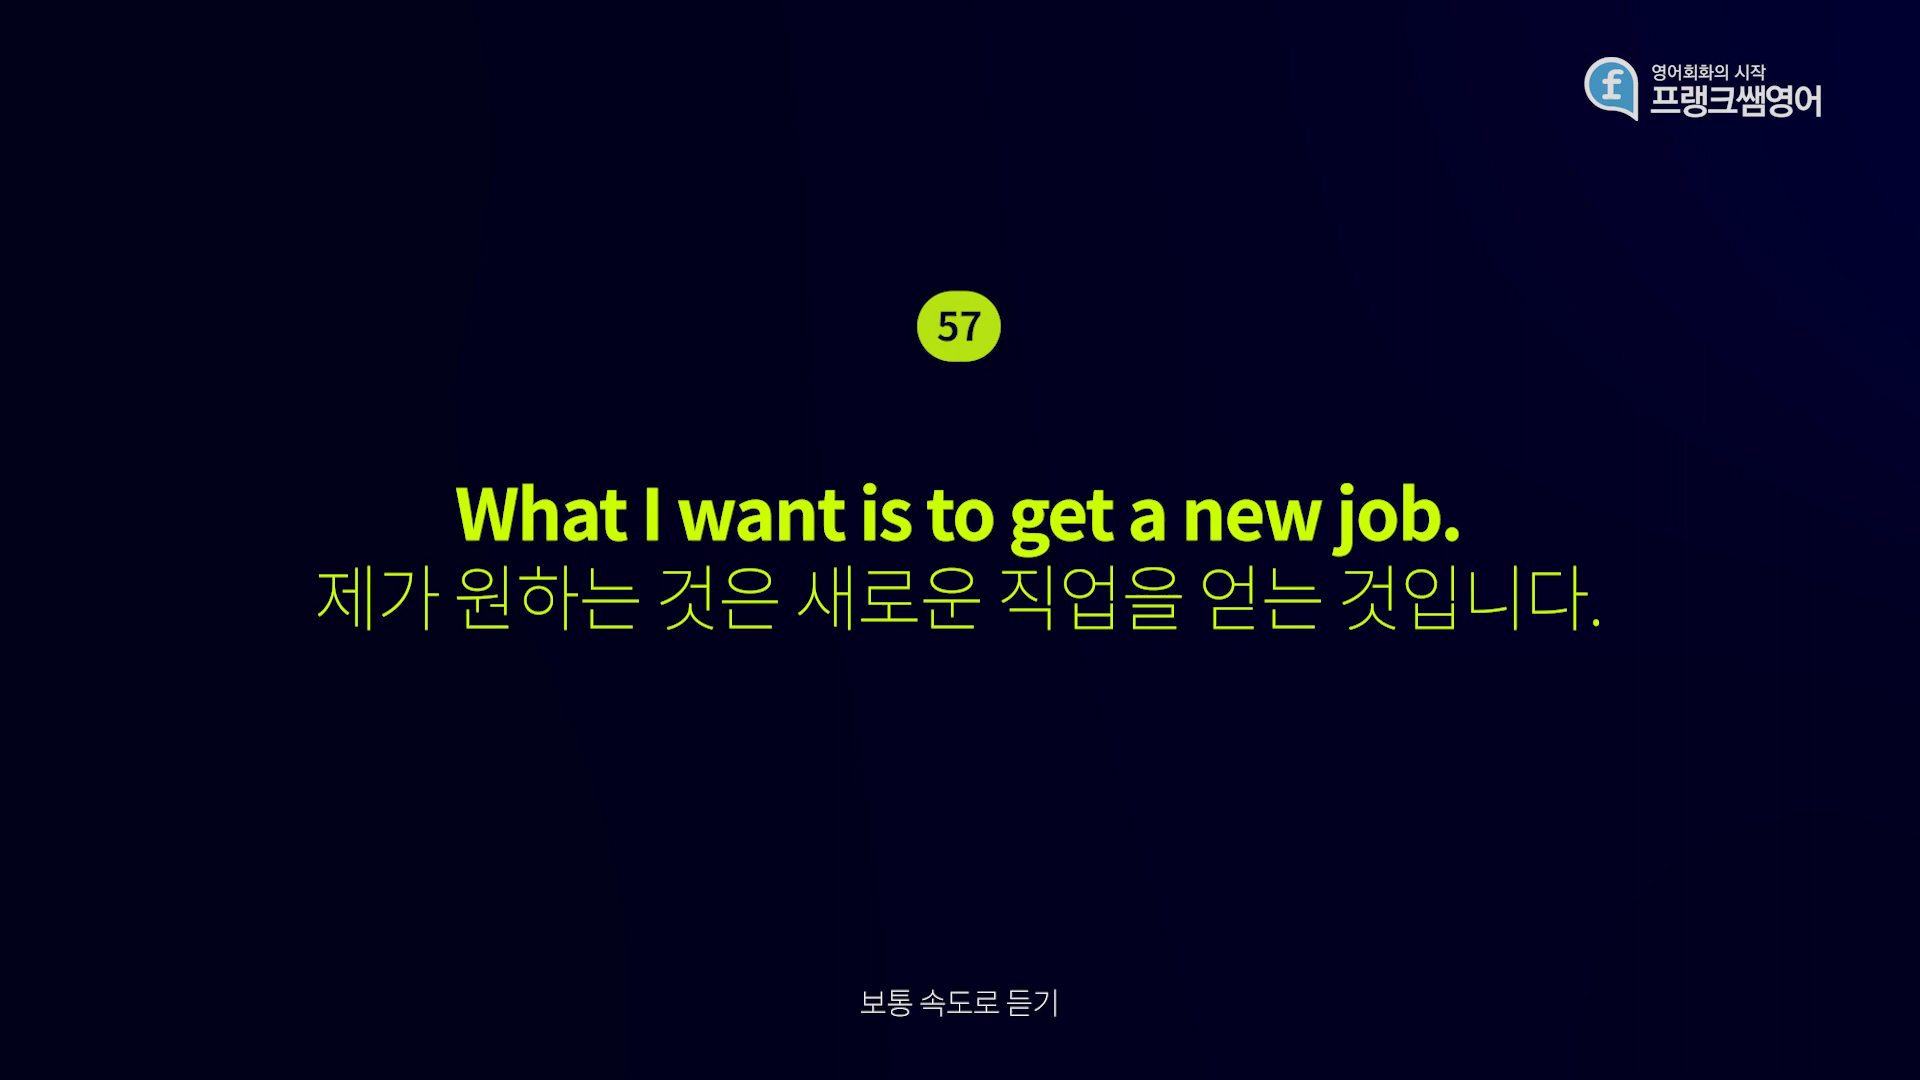 영어회화의 시작
프랭크쌤영어
57
What I want is to get a new job.
제가 원하는 것은 새로운 직업을 얻는 것입니다.
보통 속도로 듣기